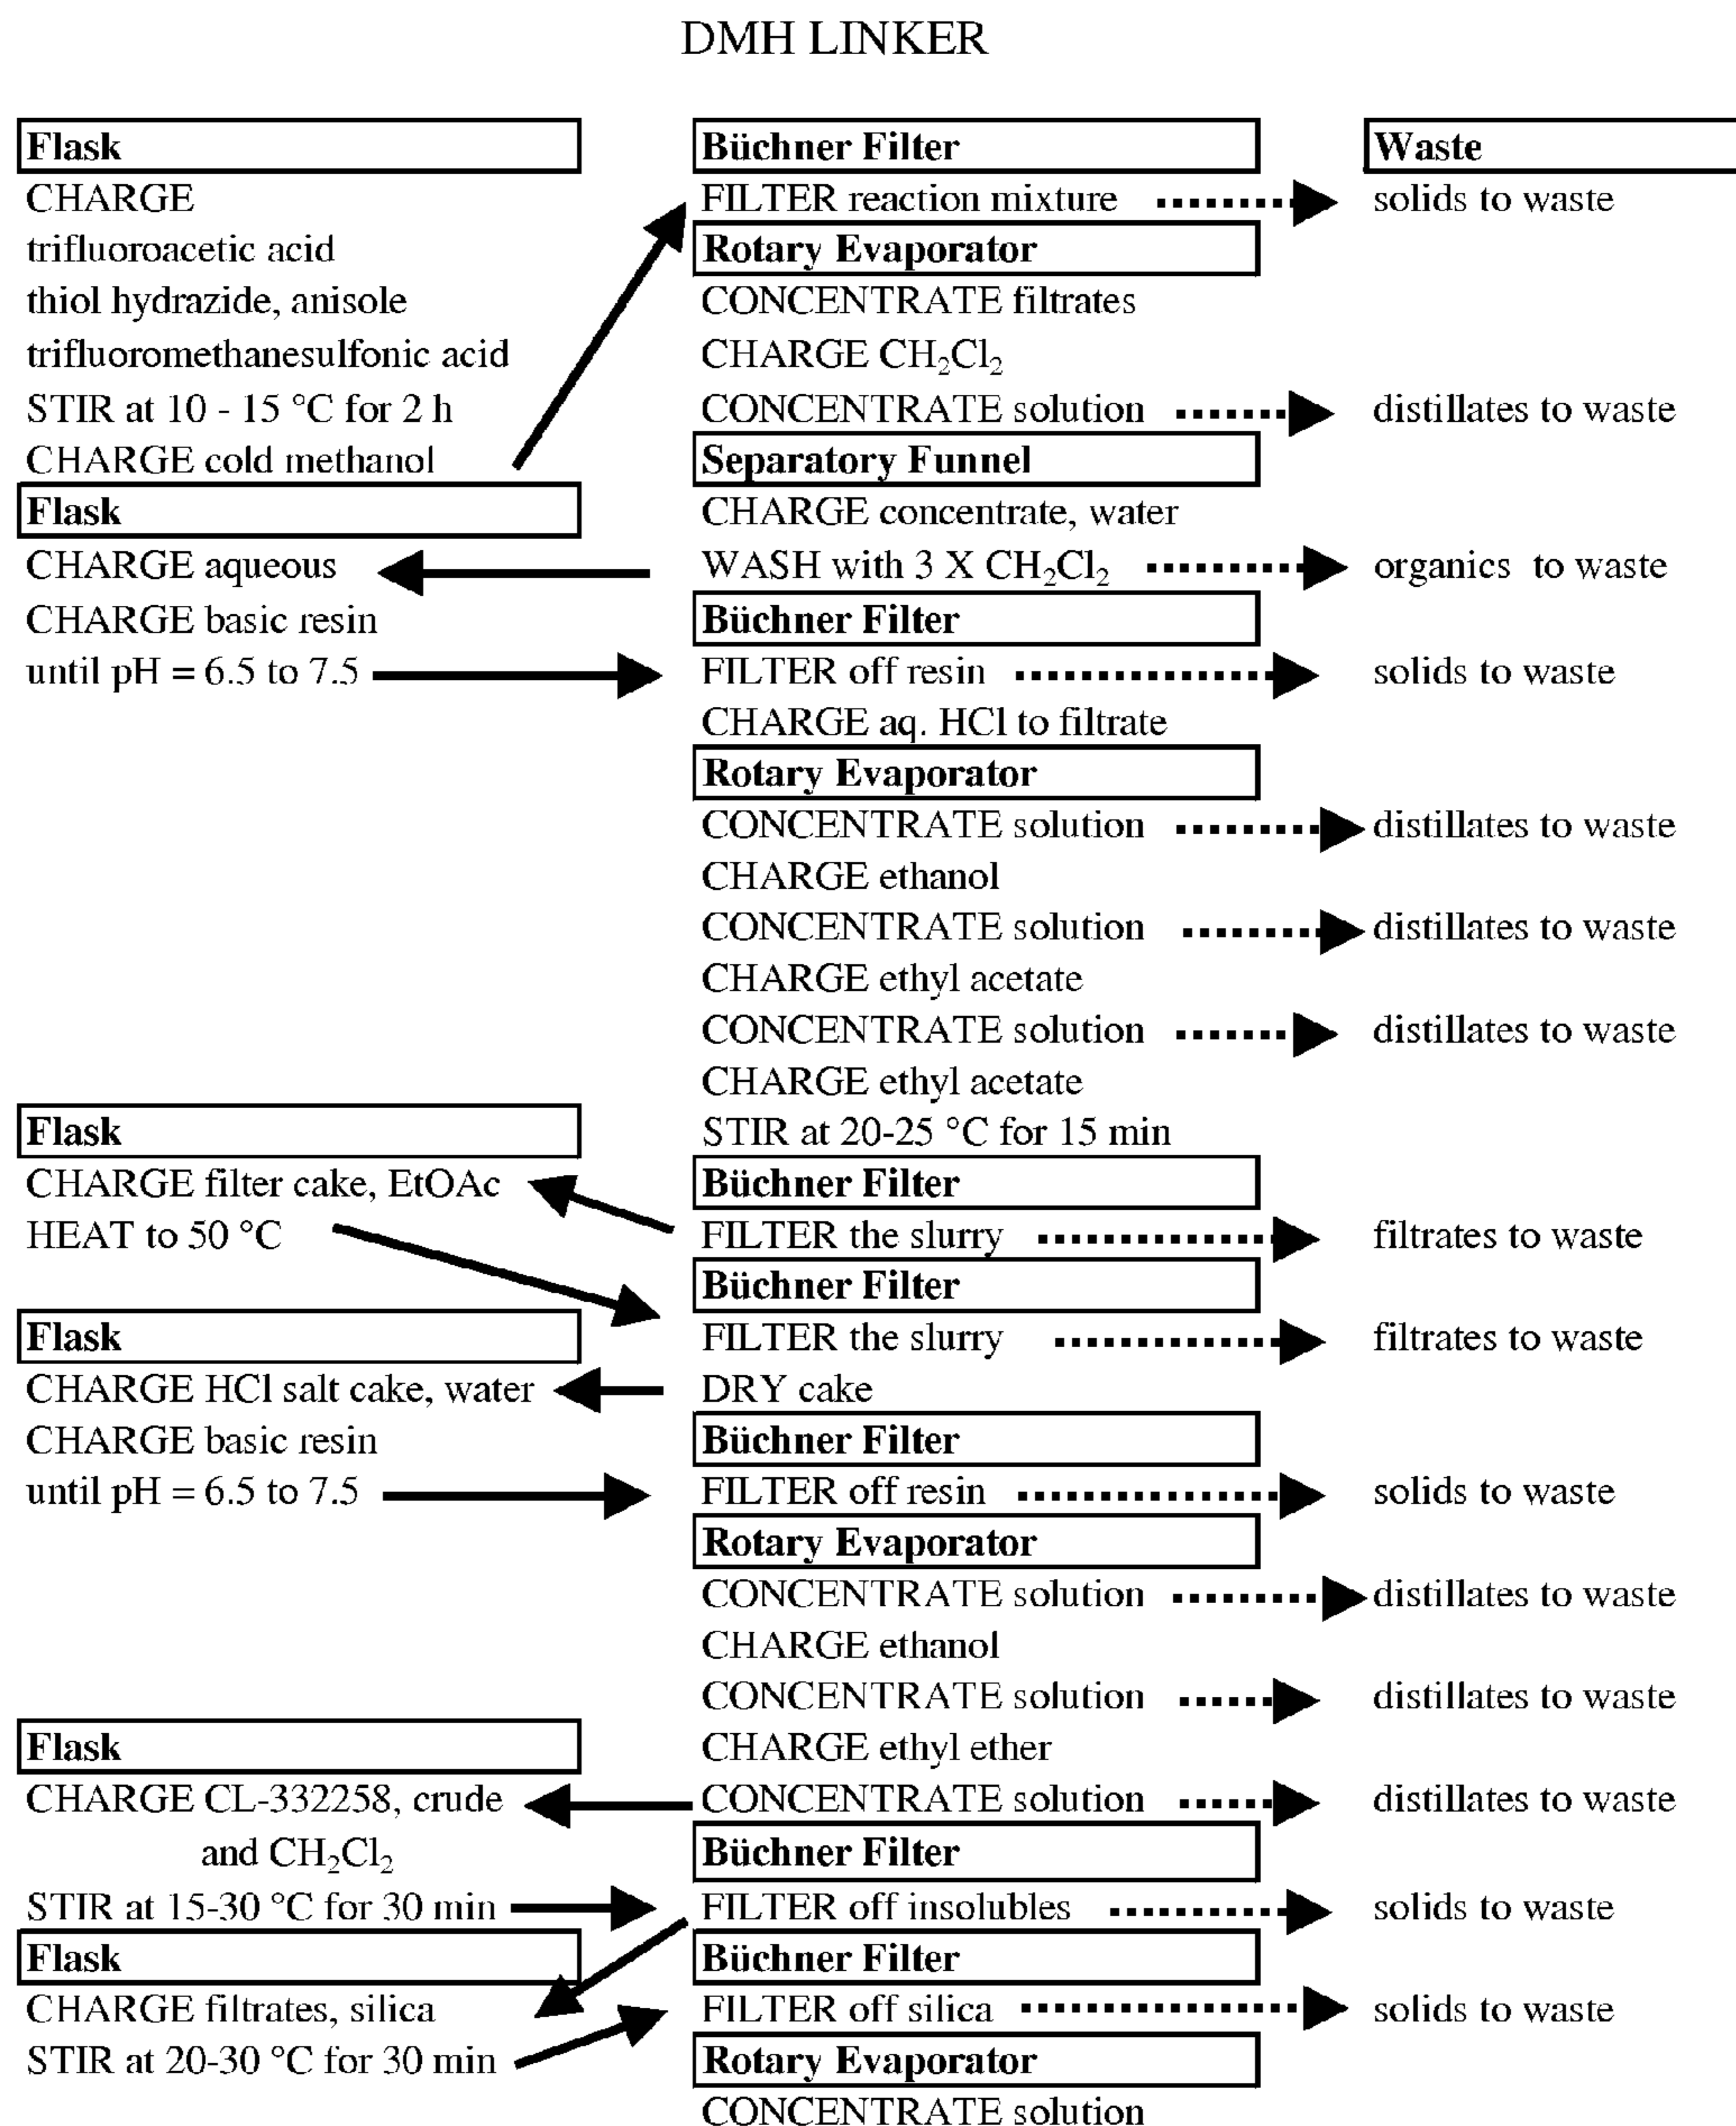 DMH LINKER
Flask
CHARGE
trifluoroacetic acid
thiol hydrazide, anisole
trifluoromethanesulfonic acid
STIR at 10 - 15 °C for 2 h
CHARGE cold methanol
Flask
CHARGE aqueous
CHARGE basic resin
until pH = 6.5 to 7.5
Flask
CHARGE filter cake, EtOAc
HEAT to 50 °C
Flask
CHARGE HCl salt cake, water
CHARGE basic resin
until pH = 6.5 to 7.5
Flask
CHARGE CL-332258, crude
and CH₂Cl₂
STIR at 15-30 °C for 30 min
Flask
CHARGE filtrates, silica
STIR at 20-30 °C for 30 min
Büchner Filter
FILTER reaction mixture
Rotary Evaporator
CONCENTRATE filtrates
CHARGE CH₂Cl₂
CONCENTRATE solution
Separatory Funnel
CHARGE concentrate, water
WASH with 3 X CH₂Cl₂
Büchner Filter
FILTER off resin
CHARGE aq. HCl to filtrate
Rotary Evaporator
CONCENTRATE solution
CHARGE ethanol
CONCENTRATE solution
CHARGE ethyl acetate
CONCENTRATE solution
CHARGE ethyl acetate
STIR at 20-25 °C for 15 min
Büchner Filter
FILTER the slurry
Büchner Filter
FILTER the slurry
DRY cake
Büchner Filter
FILTER off resin
Rotary Evaporator
CONCENTRATE solution
CHARGE ethanol
CONCENTRATE solution
CHARGE ethyl ether
CONCENTRATE solution
Büchner Filter
FILTER off insolubles
Büchner Filter
FILTER off silica
Rotary Evaporator
CONCENTRATE solution
Waste
solids to waste
distillates to waste
organics to waste
solids to waste
distillates to waste
distillates to waste
distillates to waste
filtrates to waste
filtrates to waste
solids to waste
distillates to waste
distillates to waste
distillates to waste
solids to waste
solids to waste